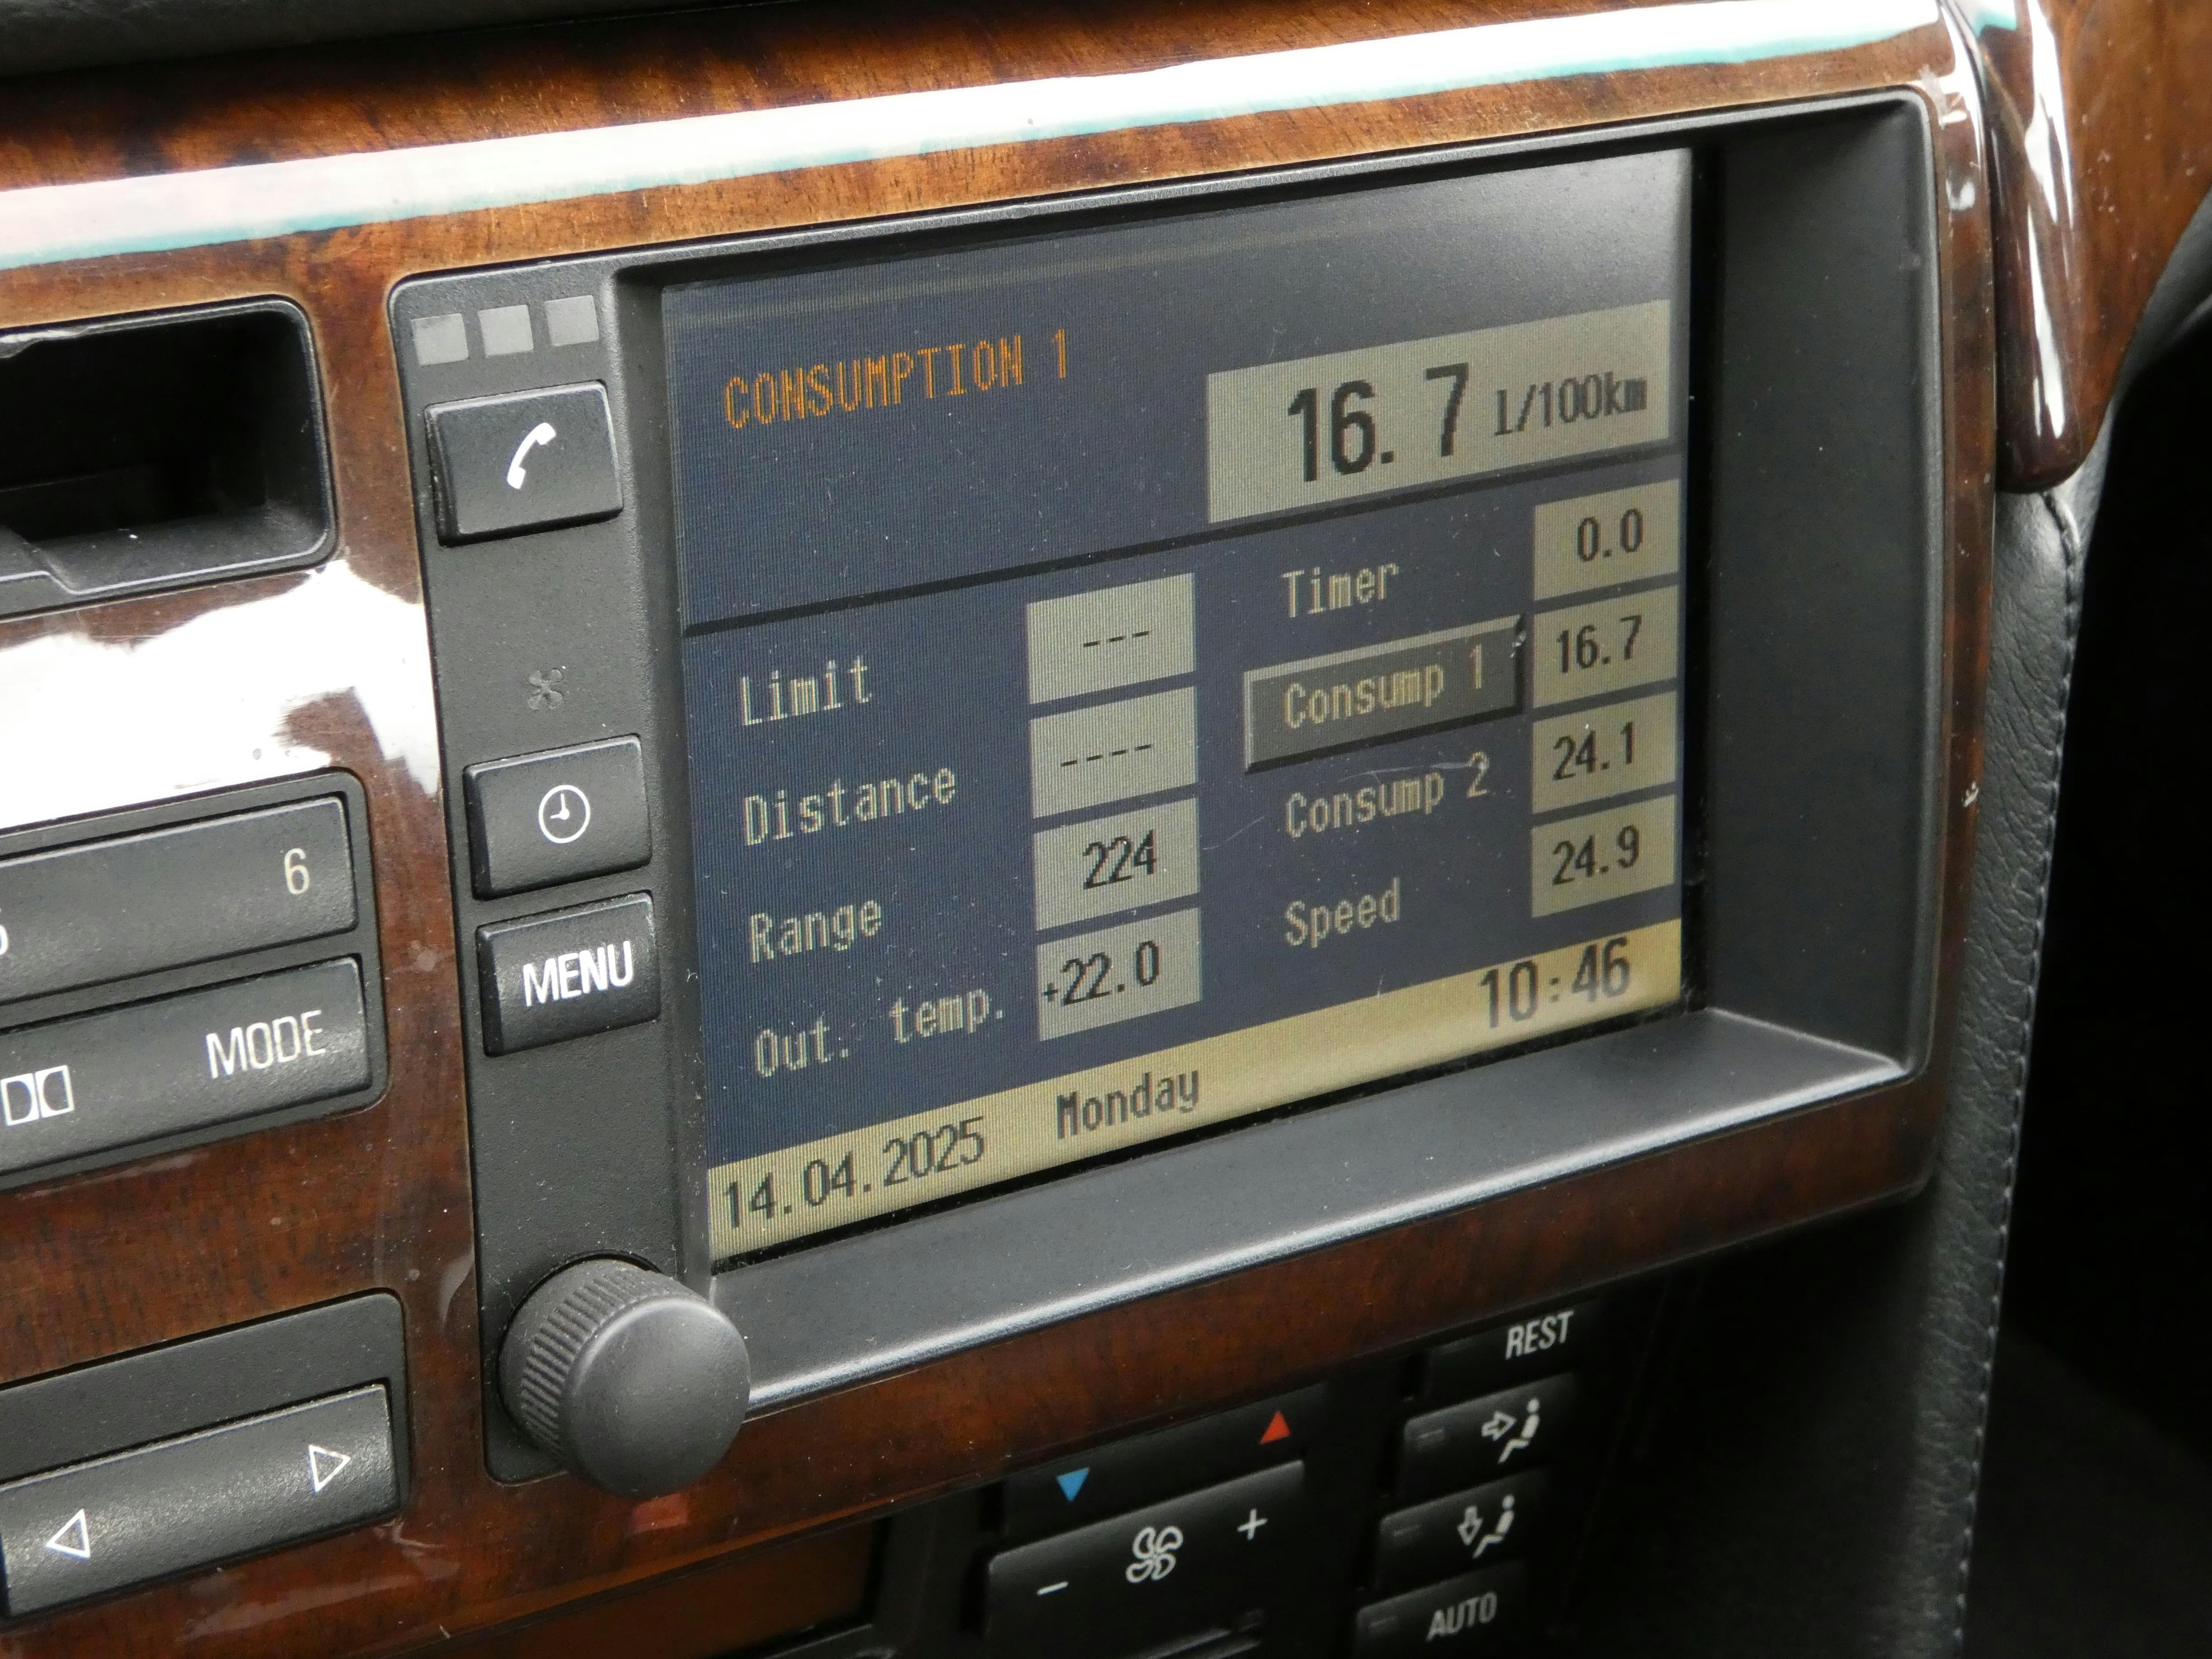 CONSUMPTION 1
16.7 l/100km
Limit ---
Distance ----
Range 224
Out. temp. +22.0
Timer 0.0
Consump 1 16.7
Consump 2 24.1
Speed 24.9
14.04.2025 Monday 10:46
MENU
6
MODE
REST
- +
AUTO